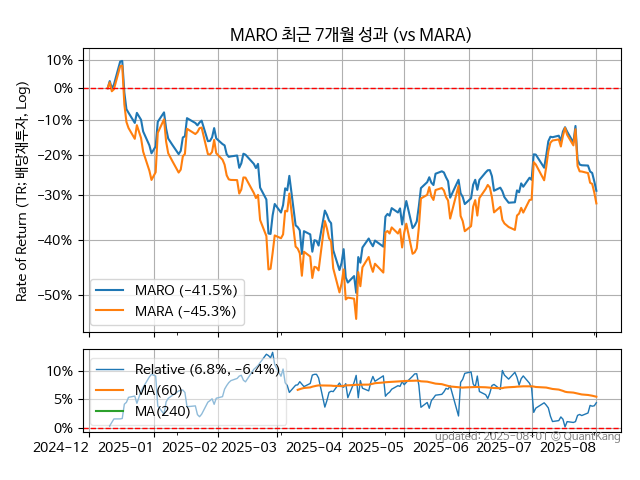 MARO 최근 7개월 성과 (vs MARA)
Rate of Return (TR: 배당재투자, Log)
10%
0%
−10%
−20%
−30%
−40%
−50%
MARO (−41.5%)
MARA (−45.3%)
10%
5%
0%
Relative (6.8%, −6.4%)
MA(60)
MA(240)
2024−12 2025−01 2025−02 2025−03 2025−04 2025−05 2025−06 2025−07 2025−08
updated: 2025−08−01 © QuantKang